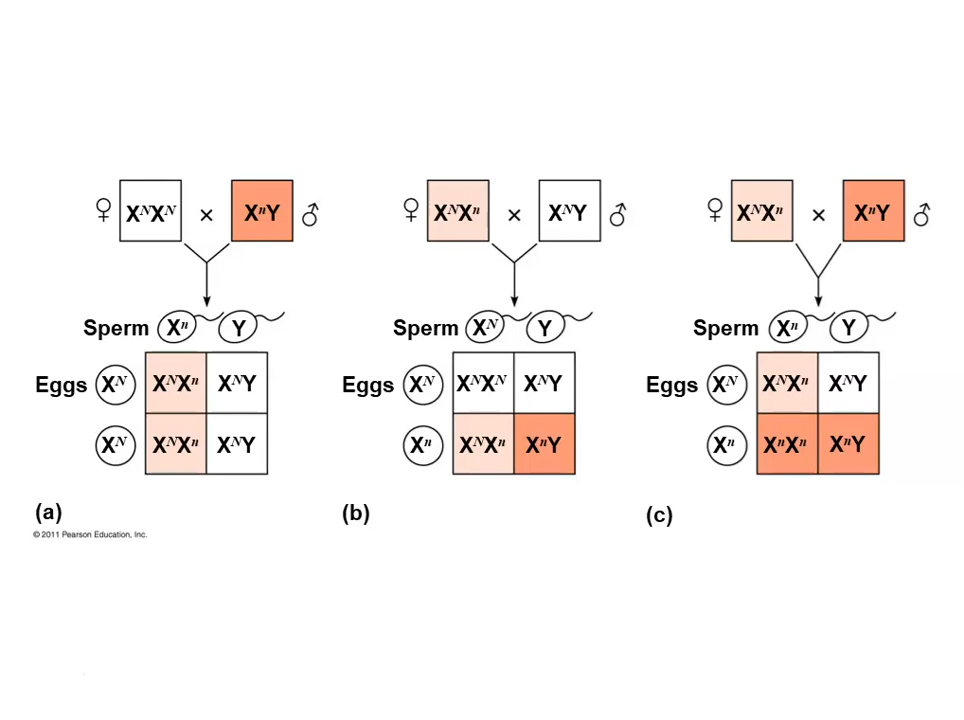 ♀ XᴺXᴺ × XⁿY ♂
Sperm Xⁿ Y
Eggs Xᴺ XᴺXⁿ XᴺY
Xᴺ XᴺXⁿ XᴺY
(a)
© 2011 Pearson Education, Inc.
♀ XᴺXⁿ × XᴺY ♂
Sperm Xᴺ Y
Eggs Xᴺ XᴺXᴺ XᴺY
Xⁿ XᴺXⁿ XⁿY
(b)
♀ XᴺXⁿ × XⁿY ♂
Sperm Xⁿ Y
Eggs Xᴺ XᴺXⁿ XᴺY
Xⁿ XⁿXⁿ XⁿY
(c)